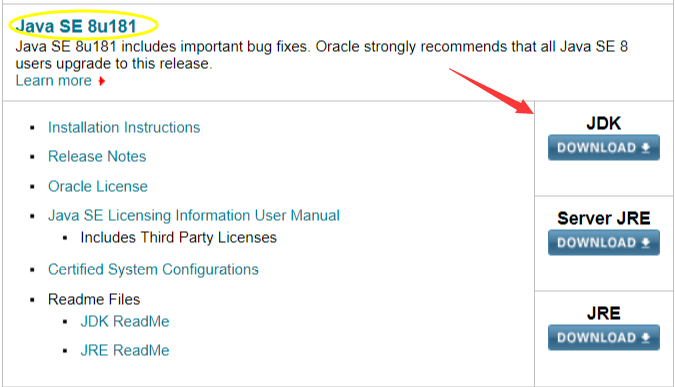 Java SE 8u181
Java SE 8u181 includes important bug fixes. Oracle strongly recommends that all Java SE 8
users upgrade to this release.
Learn more
Installation Instructions
Release Notes
Oracle License
Java SE Licensing Information User Manual
Includes Third Party Licenses
Certified System Configurations
Readme Files
JDK ReadMe
JRE ReadMe
JDK
DOWNLOAD
Server JRE
DOWNLOAD
JRE
DOWNLOAD